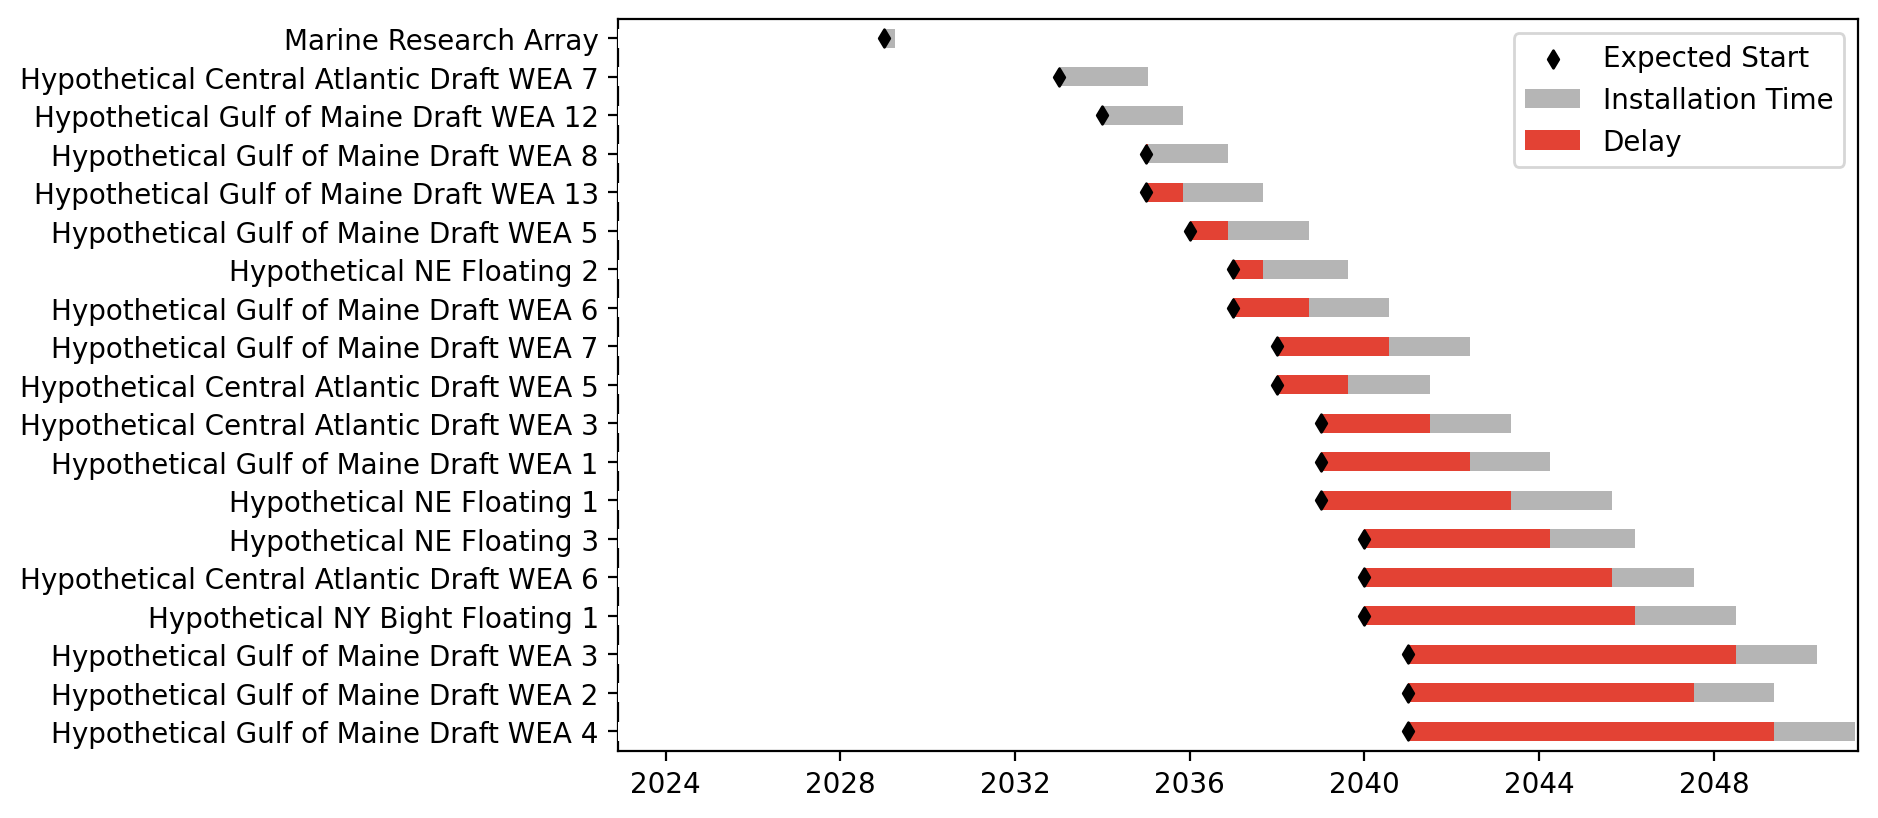 Marine Research Array
Hypothetical Central Atlantic Draft WEA 7
Hypothetical Gulf of Maine Draft WEA 12
Hypothetical Gulf of Maine Draft WEA 8
Hypothetical Gulf of Maine Draft WEA 13
Hypothetical Gulf of Maine Draft WEA 5
Hypothetical NE Floating 2
Hypothetical Gulf of Maine Draft WEA 6
Hypothetical Gulf of Maine Draft WEA 7
Hypothetical Central Atlantic Draft WEA 5
Hypothetical Central Atlantic Draft WEA 3
Hypothetical Gulf of Maine Draft WEA 1
Hypothetical NE Floating 1
Hypothetical NE Floating 3
Hypothetical Central Atlantic Draft WEA 6
Hypothetical NY Bight Floating 1
Hypothetical Gulf of Maine Draft WEA 3
Hypothetical Gulf of Maine Draft WEA 2
Hypothetical Gulf of Maine Draft WEA 4
Expected Start
Installation Time
Delay
2024 2028 2032 2036 2040 2044 2048